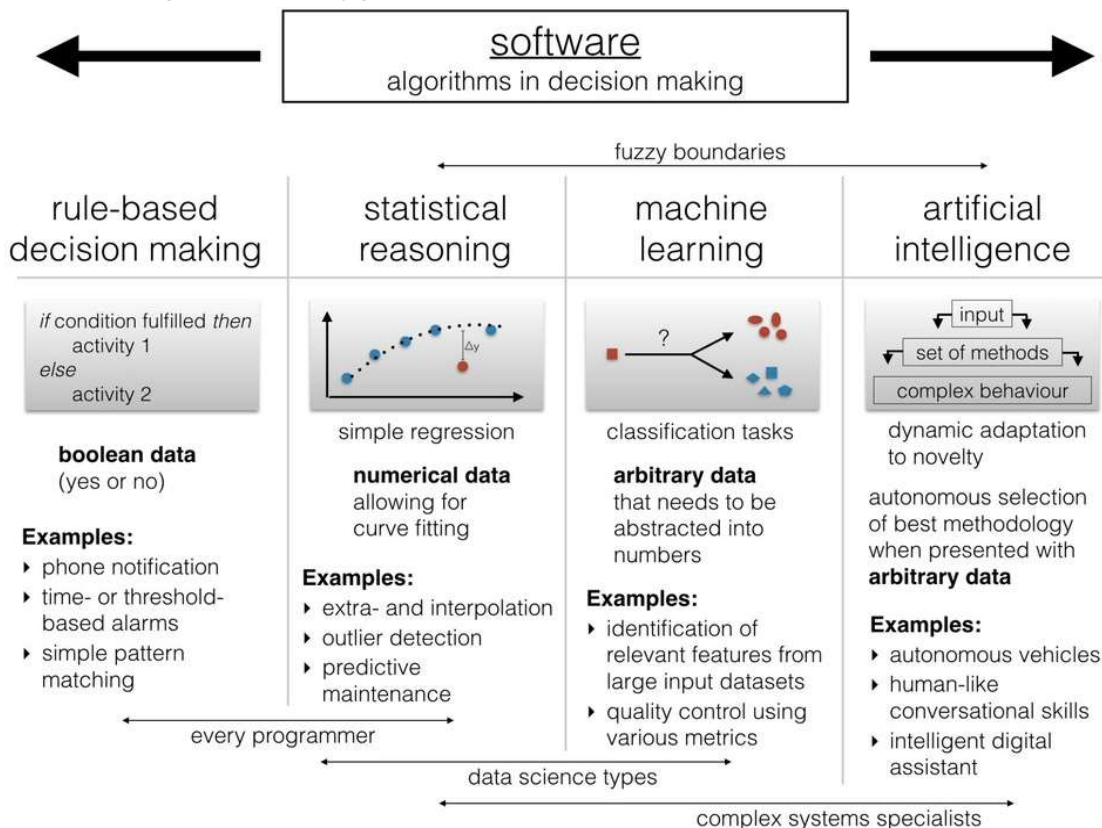 software
algorithms in decision making
fuzzy boundaries
rule-based
decision making
statistical
reasoning
machine
learning
artificial
intelligence
if condition fulfilled then
activity 1
else
activity 2
boolean data
(yes or no)
Examples:
‣ phone notification
‣ time- or threshold-
based alarms
‣ simple pattern
matching
Δy
simple regression
numerical data
allowing for
curve fitting
Examples:
‣ extra- and interpolation
‣ outlier detection
‣ predictive
maintenance
?
classification tasks
arbitrary data
that needs to be
abstracted into
numbers
Examples:
‣ identification of
relevant features from
large input datasets
‣ quality control using
various metrics
input
set of methods
complex behaviour
dynamic adaptation
to novelty
autonomous selection
of best methodology
when presented with
arbitrary data
Examples:
‣ autonomous vehicles
‣ human-like
conversational skills
‣ intelligent digital
assistant
every programmer
data science types
complex systems specialists